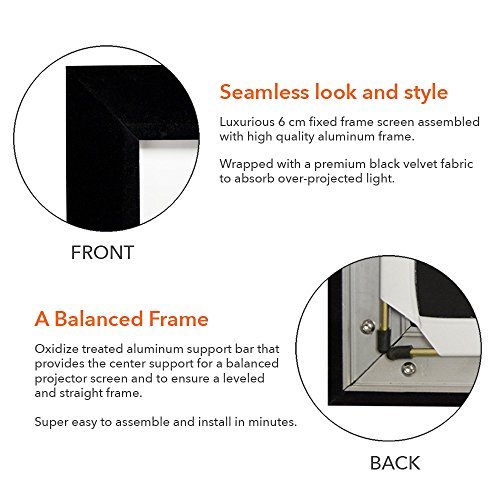 Seamless look and style
Luxurious 6 cm fixed frame screen assembled
with high quality aluminum frame.
Wrapped with a premium black velvet fabric
to absorb over-projected light.
FRONT
A Balanced Frame
Oxidize treated aluminum support bar that
provides the center support for a balanced
projector screen and to ensure a leveled
and straight frame.
Super easy to assemble and install in minutes.
BACK